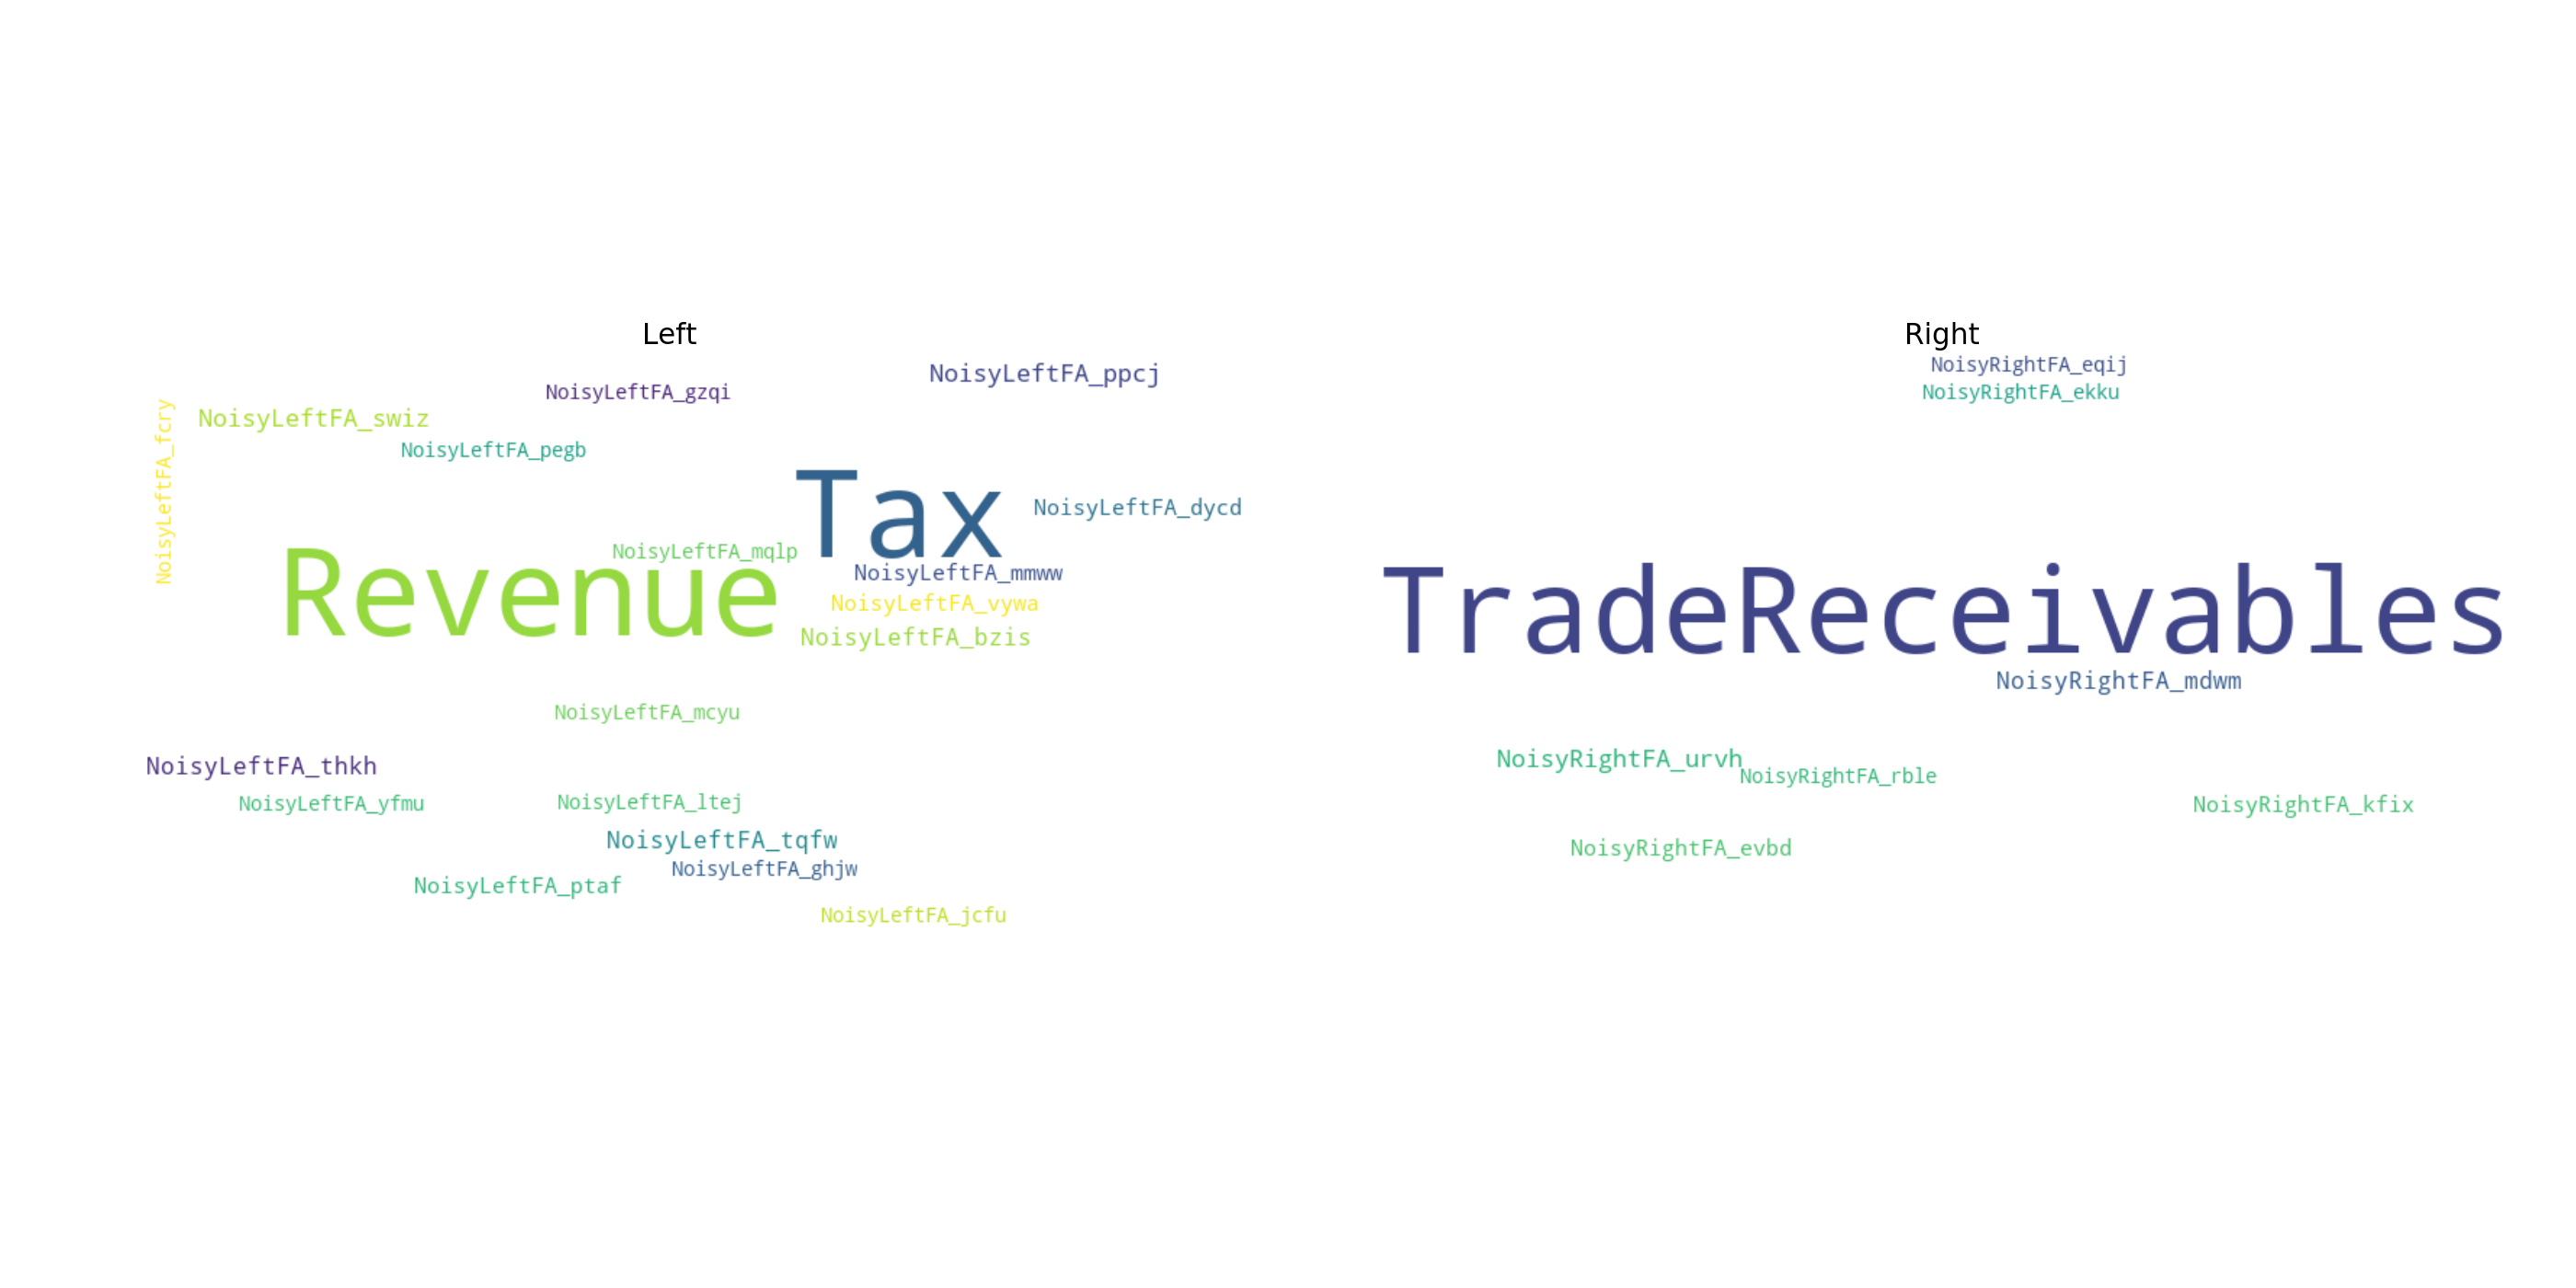 Left
NoisyLeftFA_ppcj
NoisyLeftFA_gzqi
NoisyLeftFA_fcry
NoisyLeftFA_swiz
NoisyLeftFA_pegb
Tax
NoisyLeftFA_dycd
NoisyLeftFA_mqlp
NoisyLeftFA_mmww
Revenue
NoisyLeftFA_vywa
NoisyLeftFA_bzis
NoisyLeftFA_mcyu
NoisyLeftFA_thkh
NoisyLeftFA_yfmu
NoisyLeftFA_ltej
NoisyLeftFA_tqfw
NoisyLeftFA_ghjw
NoisyLeftFA_ptaf
NoisyLeftFA_jcfu
Right
NoisyRightFA_eqij
NoisyRightFA_ekku
TradeReceivables
NoisyRightFA_mdwm
NoisyRightFA_urvh
NoisyRightFA_rble
NoisyRightFA_kfix
NoisyRightFA_evbd